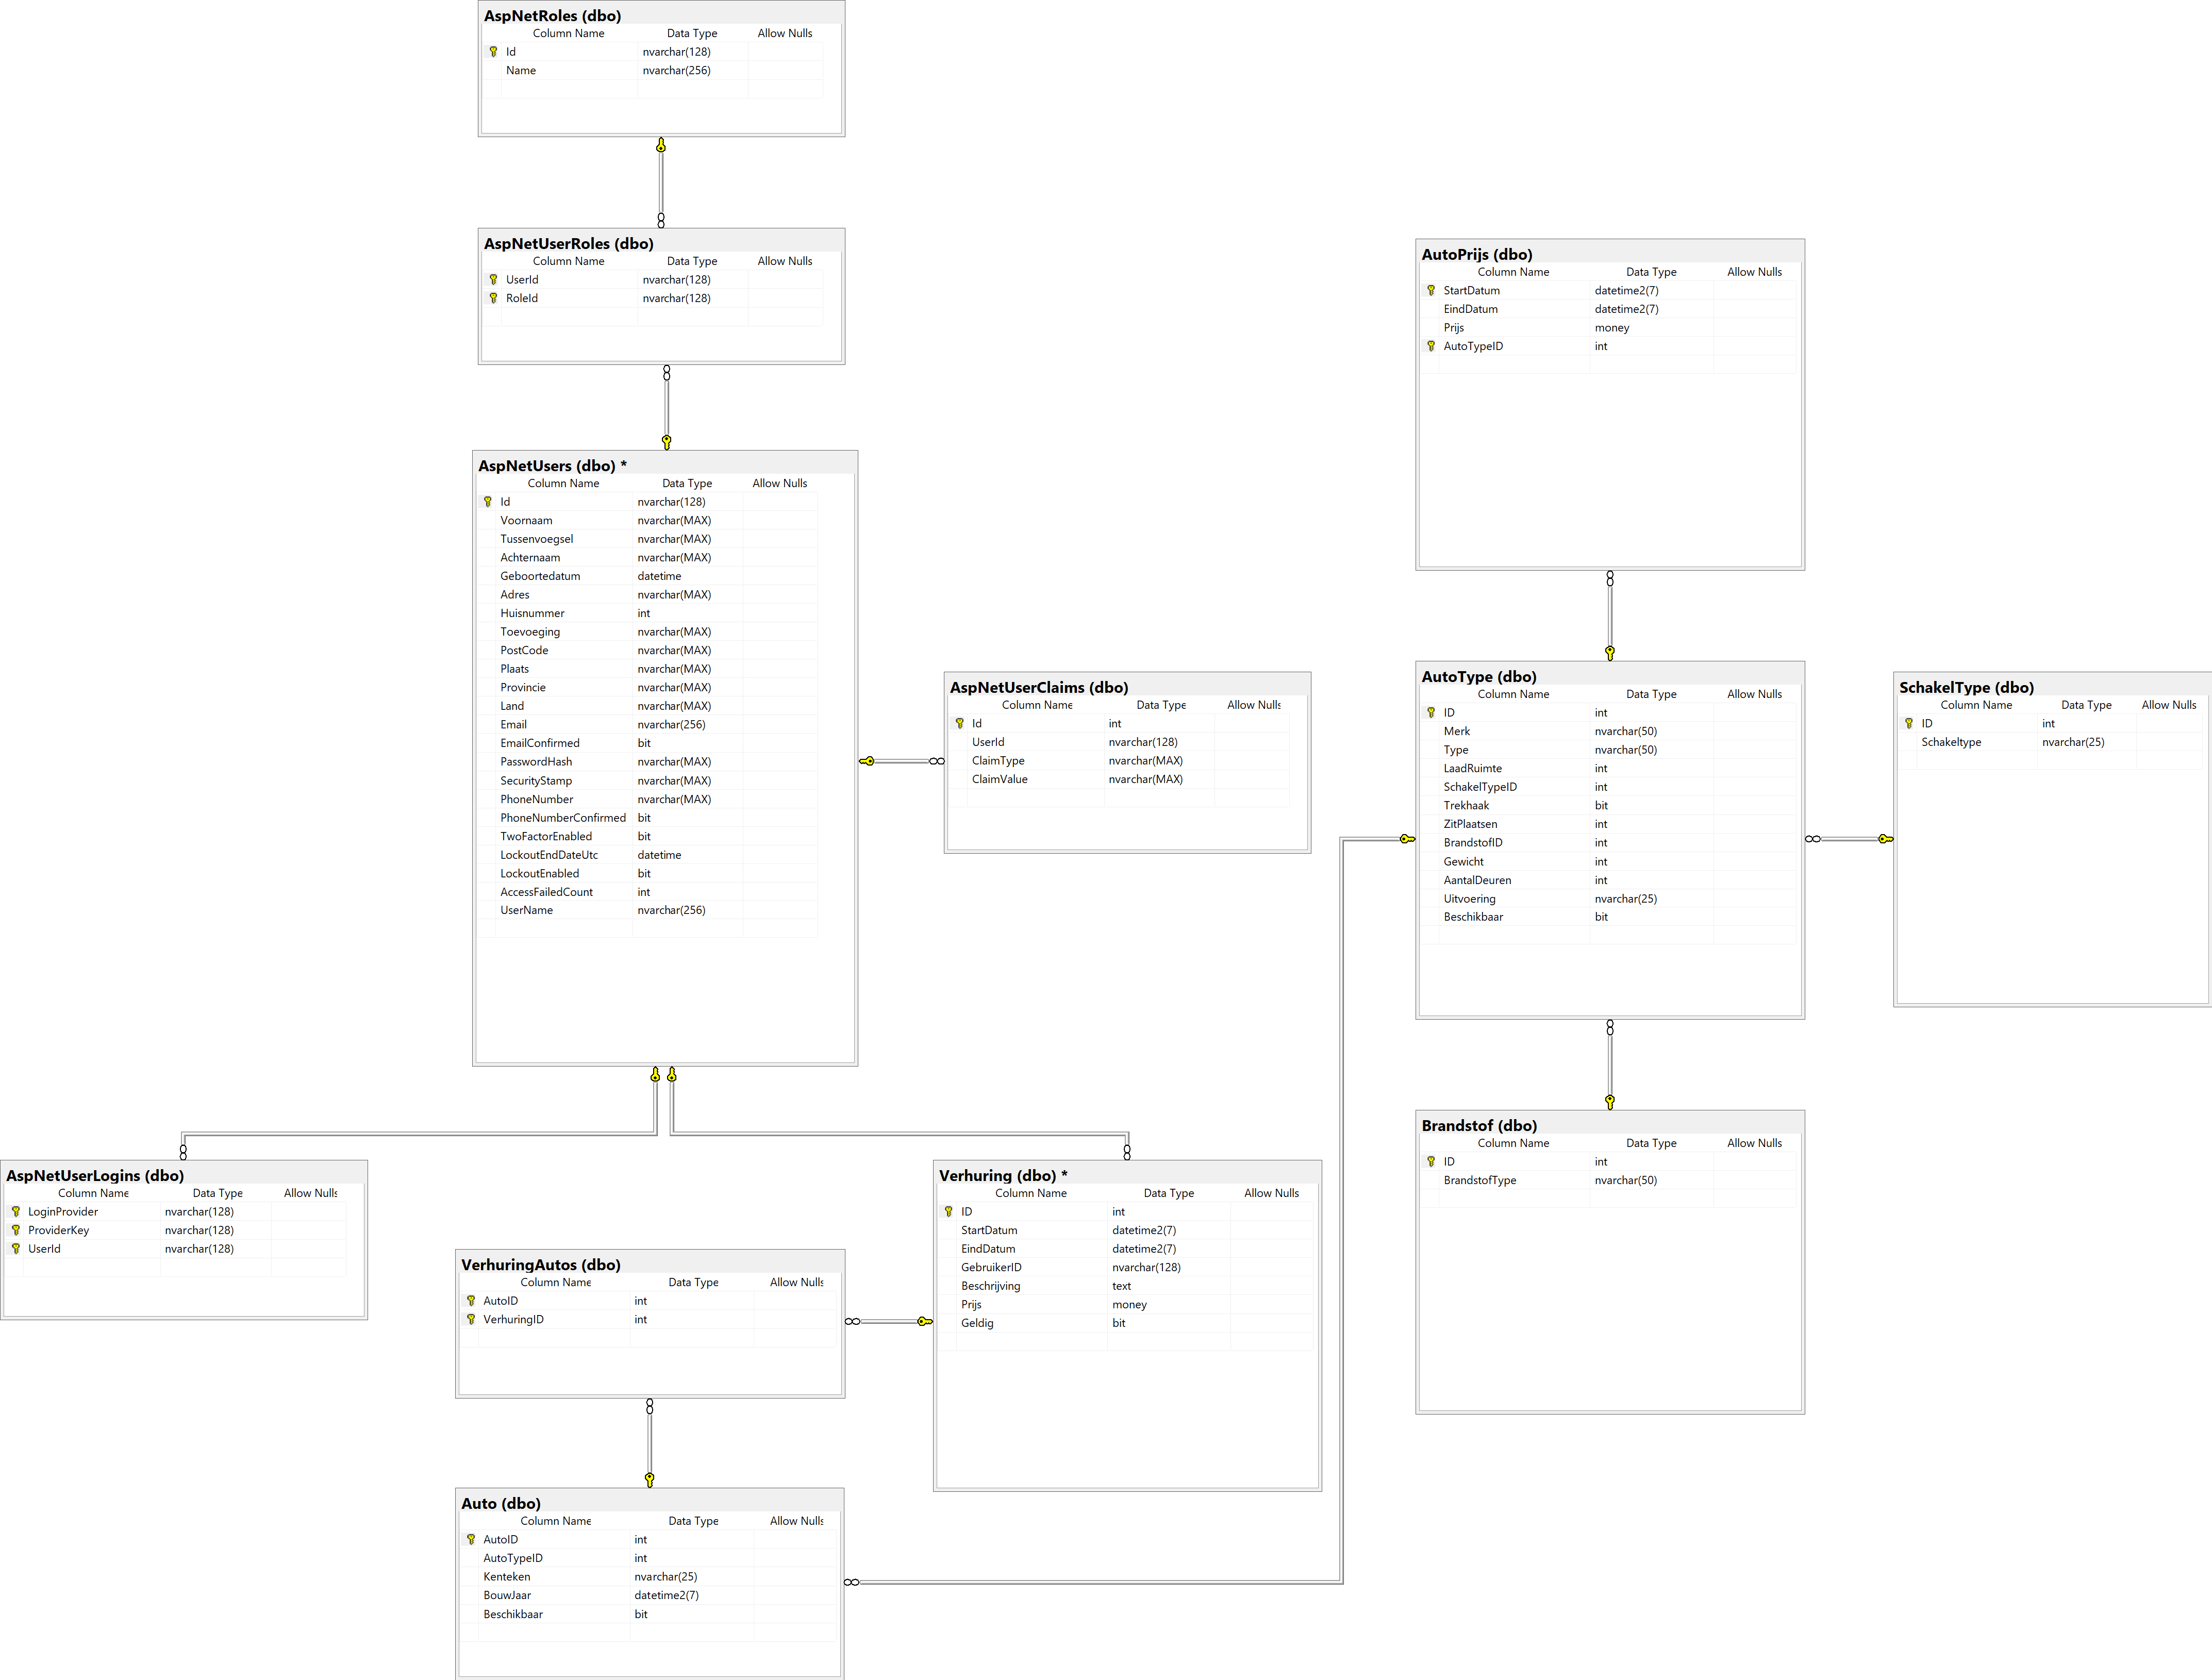 AspNetRoles (dbo)
Column Name Data Type Allow Nulls
Id nvarchar(128)
Name nvarchar(256)
AspNetUserRoles (dbo)
Column Name Data Type Allow Nulls
UserId nvarchar(128)
RoleId nvarchar(128)
AutoPrijs (dbo)
Column Name Data Type Allow Nulls
StartDatum datetime2(7)
EindDatum datetime2(7)
Prijs money
AutoTypeID int
AspNetUsers (dbo) *
Column Name Data Type Allow Nulls
Id nvarchar(128)
Voornaam nvarchar(MAX)
Tussenvoegsel nvarchar(MAX)
Achternaam nvarchar(MAX)
Geboortedatum datetime
Adres nvarchar(MAX)
Huisnummer int
Toevoeging nvarchar(MAX)
PostCode nvarchar(MAX)
Plaats nvarchar(MAX)
Provincie nvarchar(MAX)
Land nvarchar(MAX)
Email nvarchar(256)
EmailConfirmed bit
PasswordHash nvarchar(MAX)
SecurityStamp nvarchar(MAX)
PhoneNumber nvarchar(MAX)
PhoneNumberConfirmed bit
TwoFactorEnabled bit
LockoutEndDateUtc datetime
LockoutEnabled bit
AccessFailedCount int
UserName nvarchar(256)
AspNetUserClaims (dbo)
Column Name Data Type Allow Nulls
Id int
UserId nvarchar(128)
ClaimType nvarchar(MAX)
ClaimValue nvarchar(MAX)
AutoType (dbo)
Column Name Data Type Allow Nulls
ID int
Merk nvarchar(50)
Type nvarchar(50)
LaadRuimte int
SchakelTypeID int
Trekhaak bit
ZitPlaatsen int
BrandstofID int
Gewicht int
AantalDeuren int
Uitvoering nvarchar(25)
Beschikbaar bit
SchakelType (dbo)
Column Name Data Type Allow Nulls
ID int
Schakeltype nvarchar(25)
Brandstof (dbo)
Column Name Data Type Allow Nulls
ID int
BrandstofType nvarchar(50)
AspNetUserLogins (dbo)
Column Name Data Type Allow Nulls
LoginProvider nvarchar(128)
ProviderKey nvarchar(128)
UserId nvarchar(128)
Verhuring (dbo) *
Column Name Data Type Allow Nulls
ID int
StartDatum datetime2(7)
EindDatum datetime2(7)
GebruikerID nvarchar(128)
Beschrijving text
Prijs money
Geldig bit
VerhuringAutos (dbo)
Column Name Data Type Allow Nulls
AutoID int
VerhuringID int
Auto (dbo)
Column Name Data Type Allow Nulls
AutoID int
AutoTypeID int
Kenteken nvarchar(25)
BouwJaar datetime2(7)
Beschikbaar bit